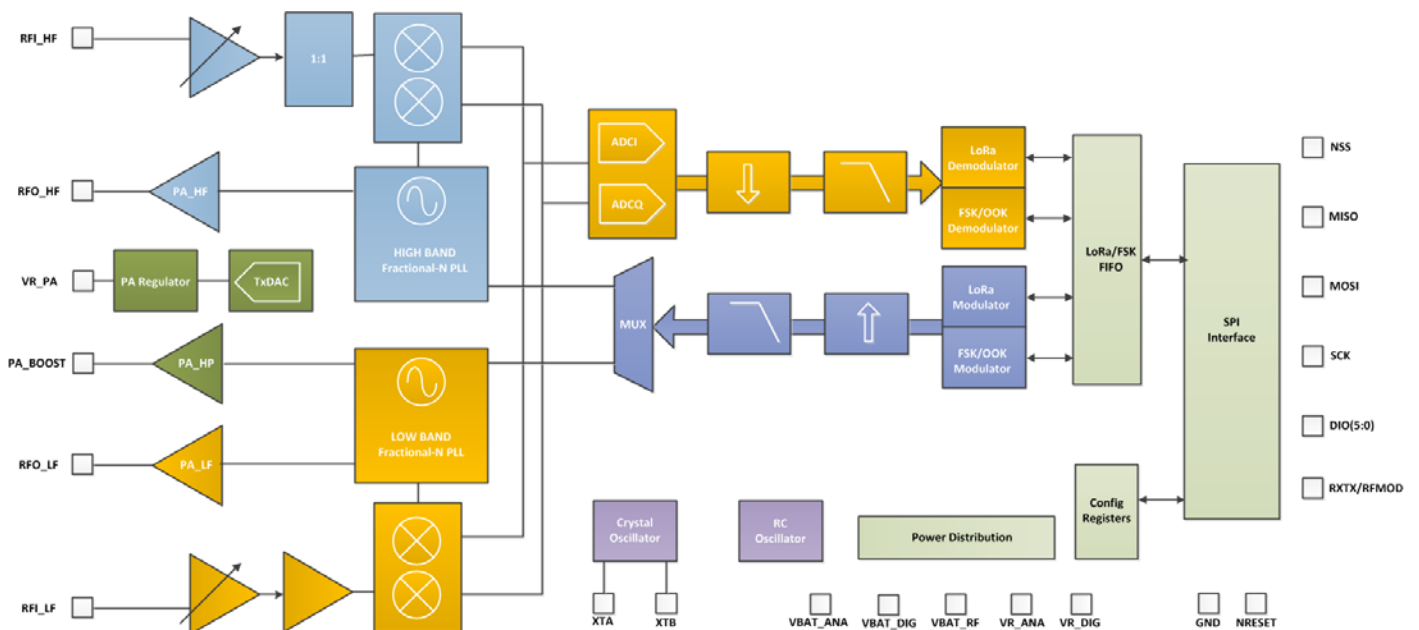 RFI_HF
1:1
RFO_HF
PA_HF
HIGH BAND
Fractional-N PLL
VR_PA
PA Regulator
TxDAC
PA_BOOST
PA_HP
LOW BAND
Fractional-N PLL
RFO_LF
PA_LF
RFI_LF
ADCI
ADCQ
LoRa
Demodulator
FSK/OOK
Demodulator
MUX
LoRa
Modulator
FSK/OOK
Modulator
LoRa/FSK
FIFO
SPI
Interface
Config
Registers
Crystal
Oscillator
RC
Oscillator
Power Distribution
NSS
MISO
MOSI
SCK
DIO(5:0)
RXTX/RFMOD
XTA
XTB
VBAT_ANA
VBAT_DIG
VBAT_RF
VR_ANA
VR_DIG
GND
NRESET